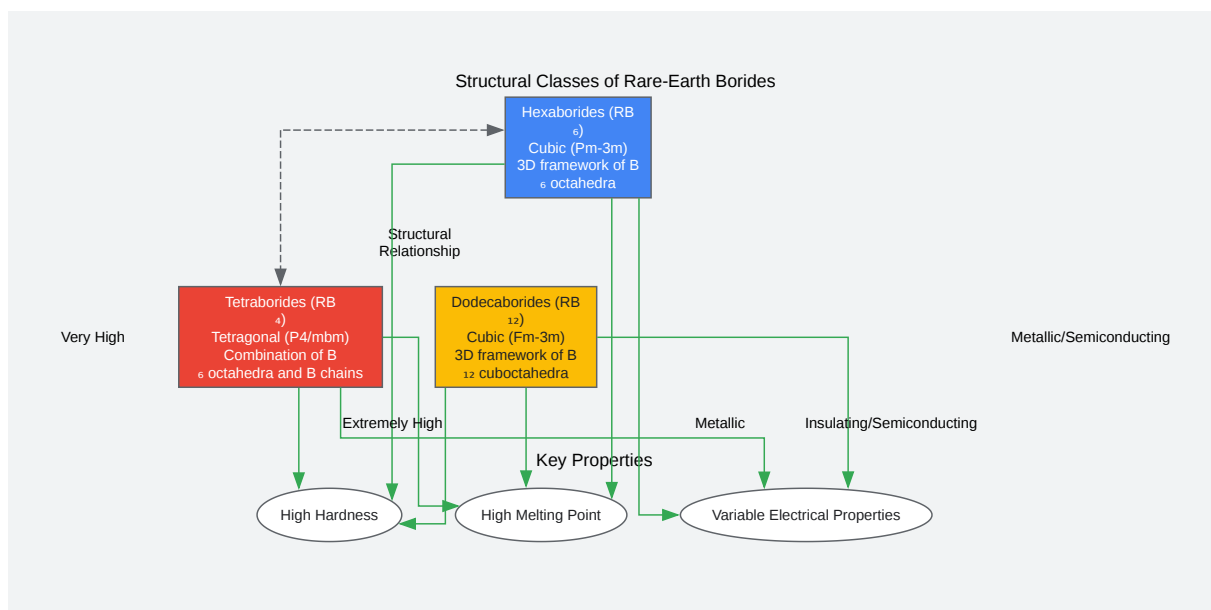 Structural Classes of Rare-Earth Borides
Hexaborides (RB
₆)
Cubic (Pm-3m)
3D framework of B
₆ octahedra
Structural
Relationship
Tetraborides (RB
₄)
Tetragonal (P4/mbm)
Combination of B
₆ octahedra and B chains
Dodecaborides (RB
₁₂)
Cubic (Fm-3m)
3D framework of B
₁₂ cuboctahedra
Very High
Metallic/Semiconducting
Extremely High
Metallic
Insulating/Semiconducting
Key Properties
High Hardness
High Melting Point
Variable Electrical Properties